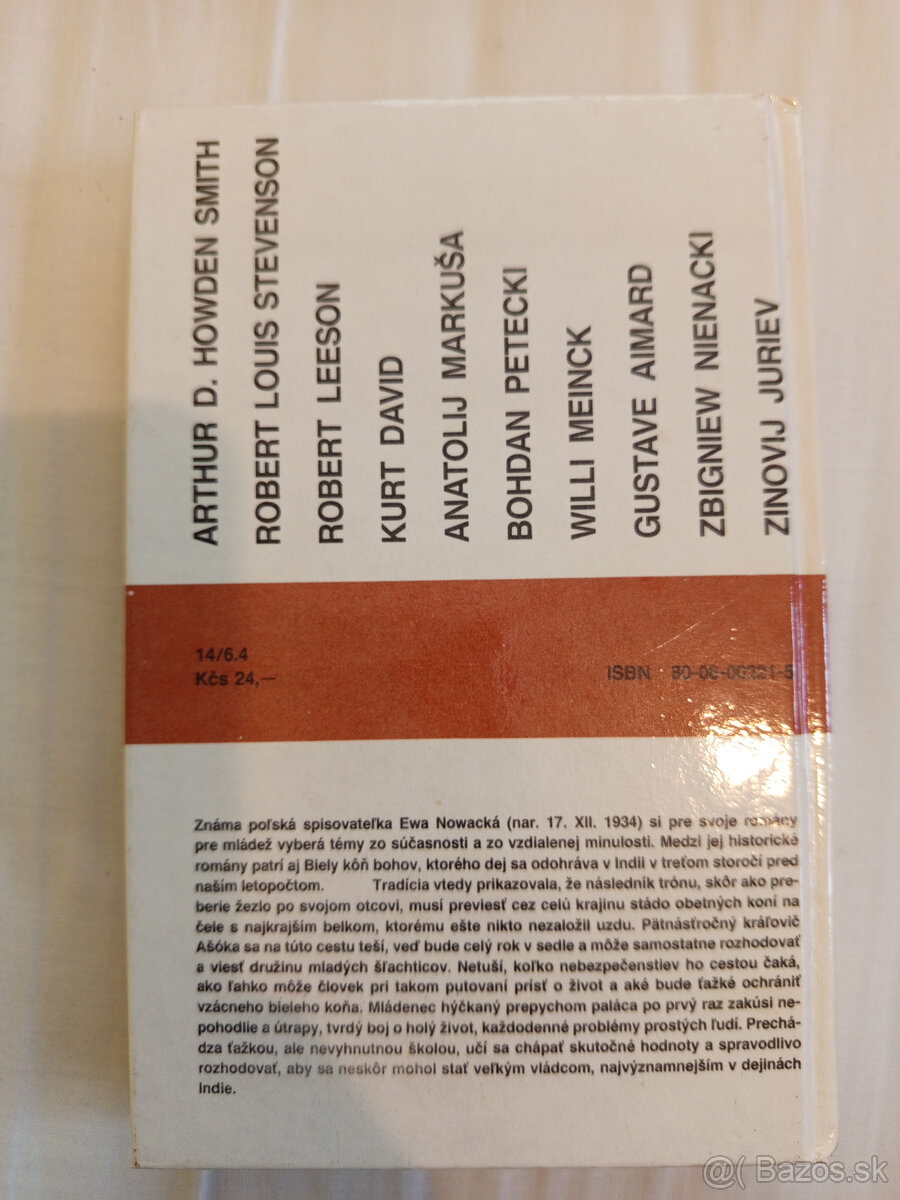 ARTHUR D. HOWDEN SMITH
ROBERT LOUIS STEVENSON
ROBERT LEESON
KURT DAVID
ANATOLIJ MARKUŠA
BOHDAN PETECKI
WILLI MEINCK
GUSTAVE AIMARD
ZBIGNIEW NIENACKI
ZINOVIJ JURIEV
14/6.4
Kčs 24,—
ISBN 80-06-00221-5
Známa poľská spisovateľka Ewa Nowacká (nar. 17. XII. 1934) si pre svoje romány
pre mládež vyberá témy zo súčasnosti a zo vzdialenej minulosti. Medzi jej historické
romány patrí aj Biely kôň bohov, ktorého dej sa odohráva v Indii v treťom storočí pred
naším letopočtom. Tradícia vtedy prikazovala, že následník trónu, skôr ako pre-
berie žezlo po svojom otcovi, musí previesť cez celú krajinu stádo obetných koní na
čele s najkrajším belkom, ktorému ešte nikto nezaložil uzdu. Pätnásťročný kráľovič
Ašóka sa na túto cestu teší, veď bude celý rok v sedle a môže samostatne rozhodovať
a viesť družinu mladých šľachticov. Netuší, koľko nebezpečenstiev ho cestou čaká,
ako ľahko môže človek pri takom putovaní prísť o život a aké bude ťažké ochrániť
vzácneho bieleho koňa. Mládenec hýčkaný prepychom paláca po prvý raz zakúsi ne-
pohodlie a útrapy, tvrdý boj o holý život, každodenné problémy prostých ľudí. Prechá-
dza ťažkou, ale nevyhnutnou školou, učí sa chápať skutočné hodnoty a spravodlivo
rozhodovať, aby sa neskôr mohol stať veľkým vládcom, najvýznamnejším v dejinách
Indie.
@( Bazos.sk